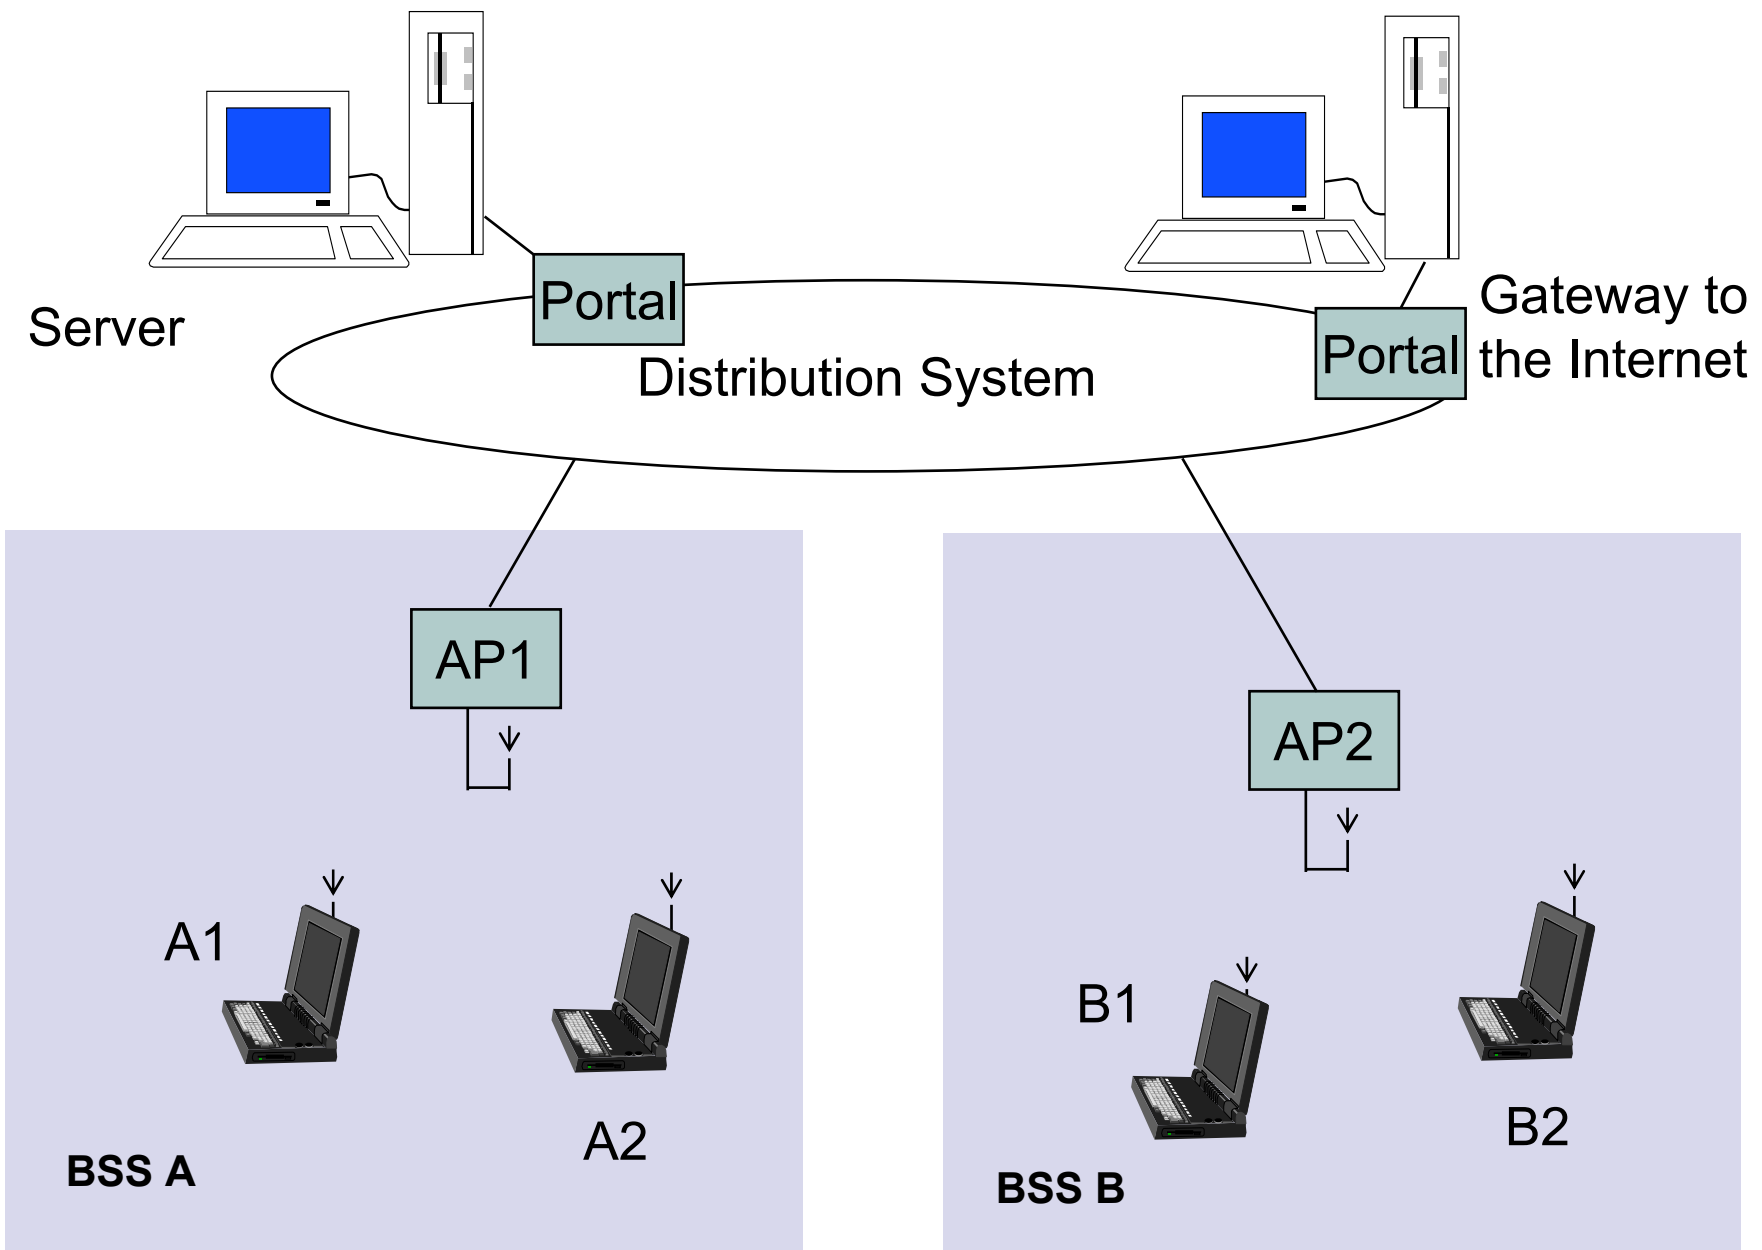 Server
Portal
Distribution System
Portal
Gateway to
the Internet
AP1
AP2
A1
A2
B1
B2
BSS A
BSS B